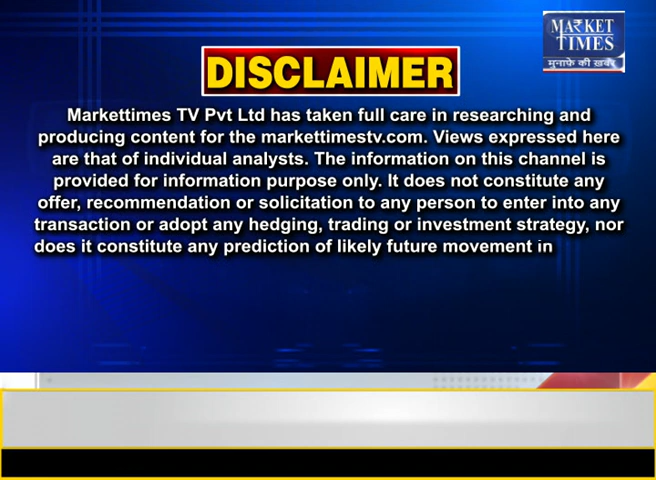 MARKET
TIMES
मुनाफे की खबर
DISCLAIMER
Markettimes TV Pvt Ltd has taken full care in researching and
producing content for the markettimestv.com. Views expressed here
are that of individual analysts. The information on this channel is
provided for information purpose only. It does not constitute any
offer, recommendation or solicitation to any person to enter into any
transaction or adopt any hedging, trading or investment strategy, nor
does it constitute any prediction of likely future movement in